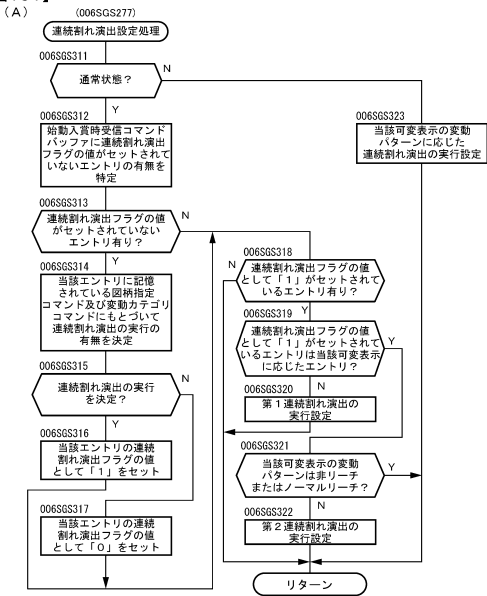 (A)
(006SGS277)
連続割れ演出設定処理
006SGS311
通常状態?
N
Y
006SGS312
始動入賞時受信コマンド
バッファに連続割れ演出
フラグの値がセットされて
いないエントリの有無を
特定
006SGS323
当該可変表示の変動
パターンに応じた
連続割れ演出の実行設定
006SGS313
連続割れ演出フラグの値
がセットされていない
エントリ有り?
N
Y
006SGS314
当該エントリに記憶
されている図柄指定
コマンド及び変動カテゴリ
コマンドにもとづいて
連続割れ演出の実行の
有無を決定
006SGS318
N
連続割れ演出フラグの値
として「1」がセットされて
いるエントリ有り?
Y
006SGS319
連続割れ演出フラグの値
として「1」がセットされて
いるエントリは当該可変表示
に応じたエントリ?
Y
N
006SGS315
連続割れ演出の実行
を決定?
N
Y
006SGS320
第1連続割れ演出の
実行設定
006SGS316
当該エントリの連続
割れ演出フラグの値
として「1」をセット
006SGS321
当該可変表示の変動
パターンは非リーチ
またはノーマルリーチ?
Y
N
006SGS317
当該エントリの連続
割れ演出フラグの値
として「0」をセット
006SGS322
第2連続割れ演出の
実行設定
リターン